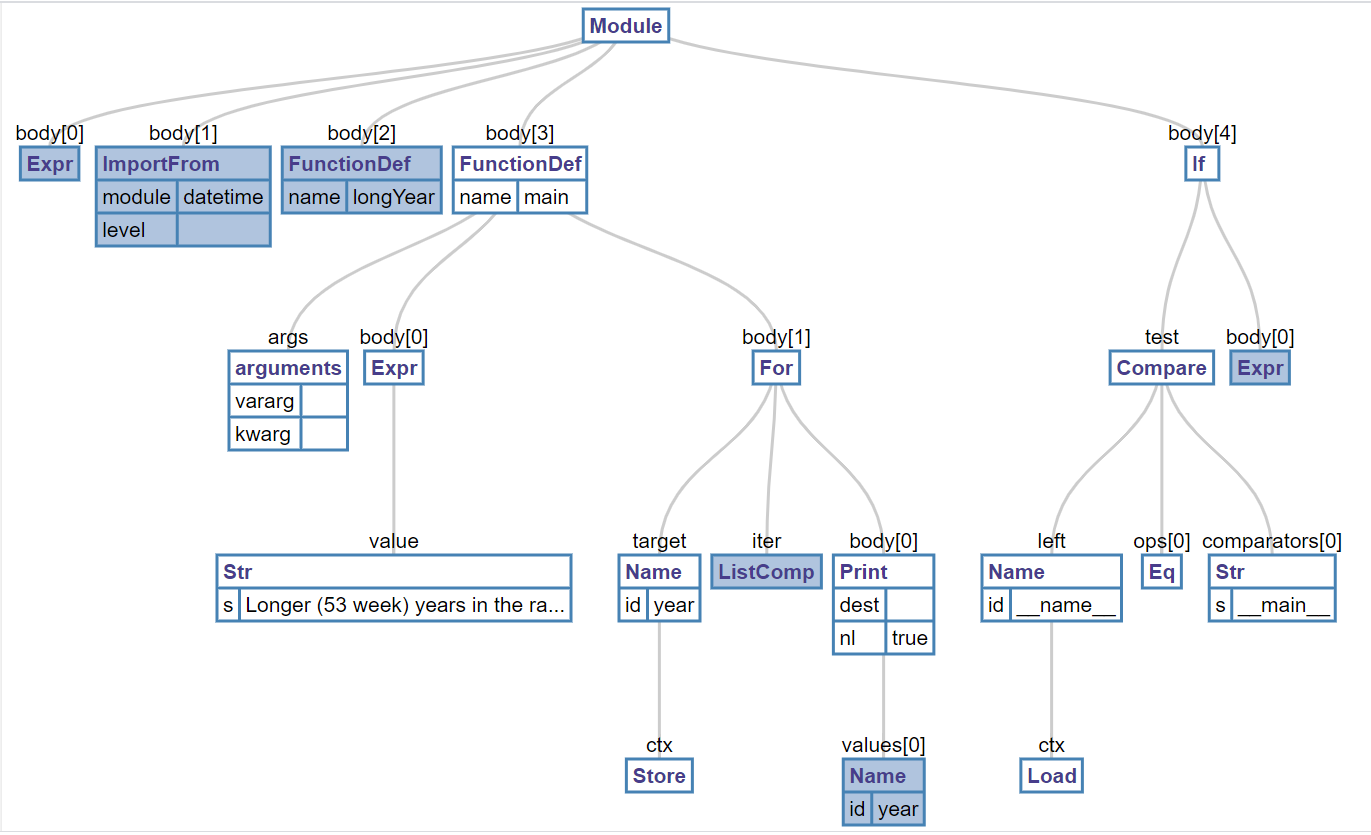 Module
body[0] body[1] body[2] body[3] body[4]
Expr ImportFrom FunctionDef FunctionDef If
module datetime name longYear name main
level
args body[0] body[1] test body[0]
arguments Expr For Compare Expr
vararg
kwarg
value target iter body[0] left ops[0] comparators[0]
Str Name ListComp Print Name Eq Str
s Longer (53 week) years in the ra... id year dest id __name__ s __main__
nl true
ctx values[0] ctx
Store Name Load
id year